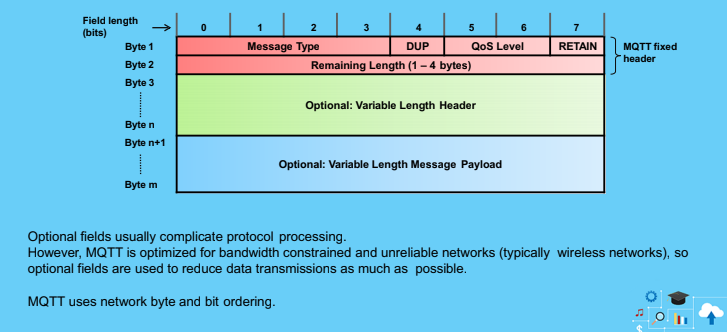 Field length
(bits)
0 1 2 3 4 5 6 7
Byte 1 Message Type DUP QoS Level RETAIN MQTT fixed
header
Byte 2 Remaining Length (1 – 4 bytes)
Byte 3
Optional: Variable Length Header
Byte n
Byte n+1
Optional: Variable Length Message Payload
Byte m
Optional fields usually complicate protocol processing.
However, MQTT is optimized for bandwidth constrained and unreliable networks (typically wireless networks), so
optional fields are used to reduce data transmissions as much as possible.
MQTT uses network byte and bit ordering.